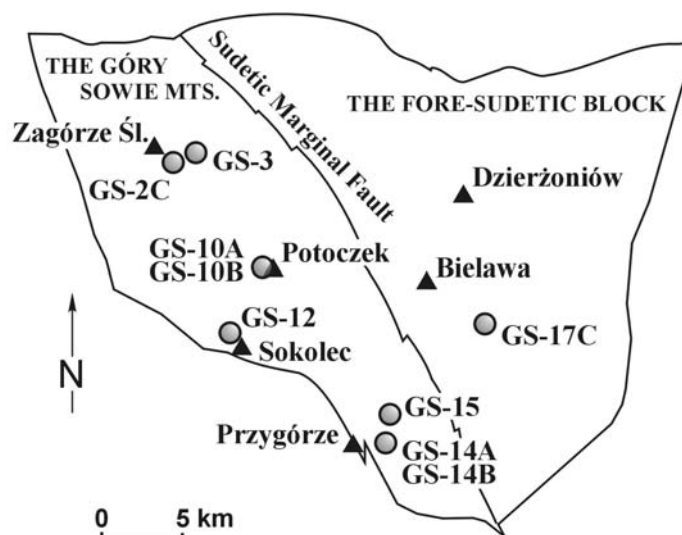 THE GÓRY
SOWIE MTS.
Sudetic Marginal Fault
THE FORE-SUDETIC BLOCK
Zagórze Śl.
GS-3
GS-2C
Dzierżoniów
GS-10A
GS-10B
Potoczek
Bielawa
GS-12
Sokolec
GS-17C
N
GS-15
Przygórze
GS-14A
GS-14B
0 5 km